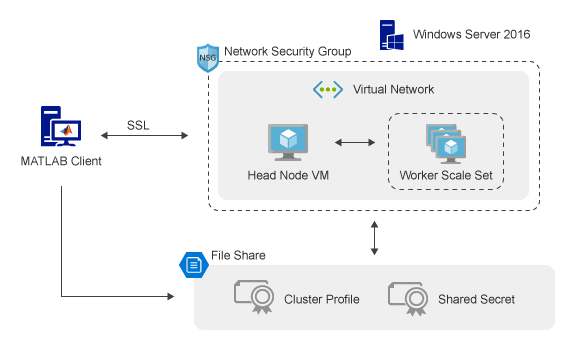 Windows Server 2016
NSG
Network Security Group
Virtual Network
SSL
MATLAB Client
Head Node VM
Worker Scale Set
File Share
Cluster Profile
Shared Secret